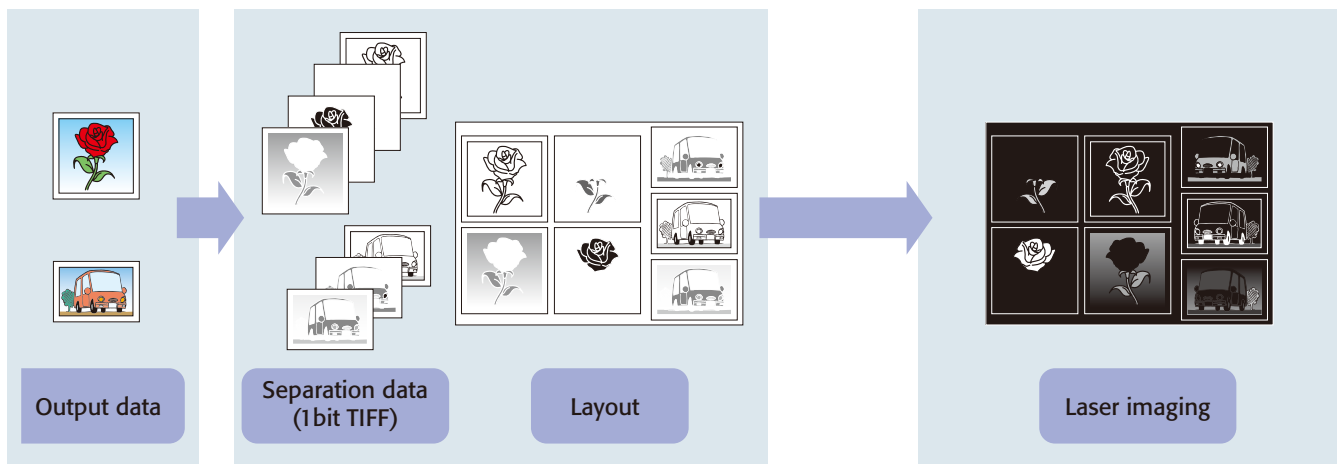 Output data
Separation data
(1bit TIFF)
Layout
Laser imaging